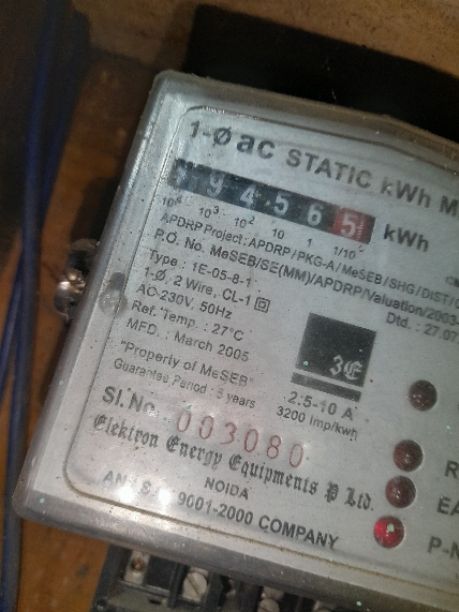 1-Ø ac STATIC kWh M
9 4 5 6 5 kWh
10⁴ 10³ 10² 10 1 1/10
APDRP Project : APDRP / PKG-A / MeSEB / SHG / DIST/
P.O. No. MeSEB/SE(MM)/APDRP/Valuation/2003-
Dtd. : 27.07
Type : 1E-05-8-1
1-Ø, 2 Wire, CL-1
AC-230V, 50Hz
Ref. Temp. : 27°C
MFD. : March 2005
"Property of MeSEB"
Guarantee Period : 5 years
3E
2.5-10 A
3200 imp/kwh
Sl. No. 003080
Elektron Energy Equipments P Ltd.
NOIDA
AN I.S. 9001-2000 COMPANY
R
EA
P-N